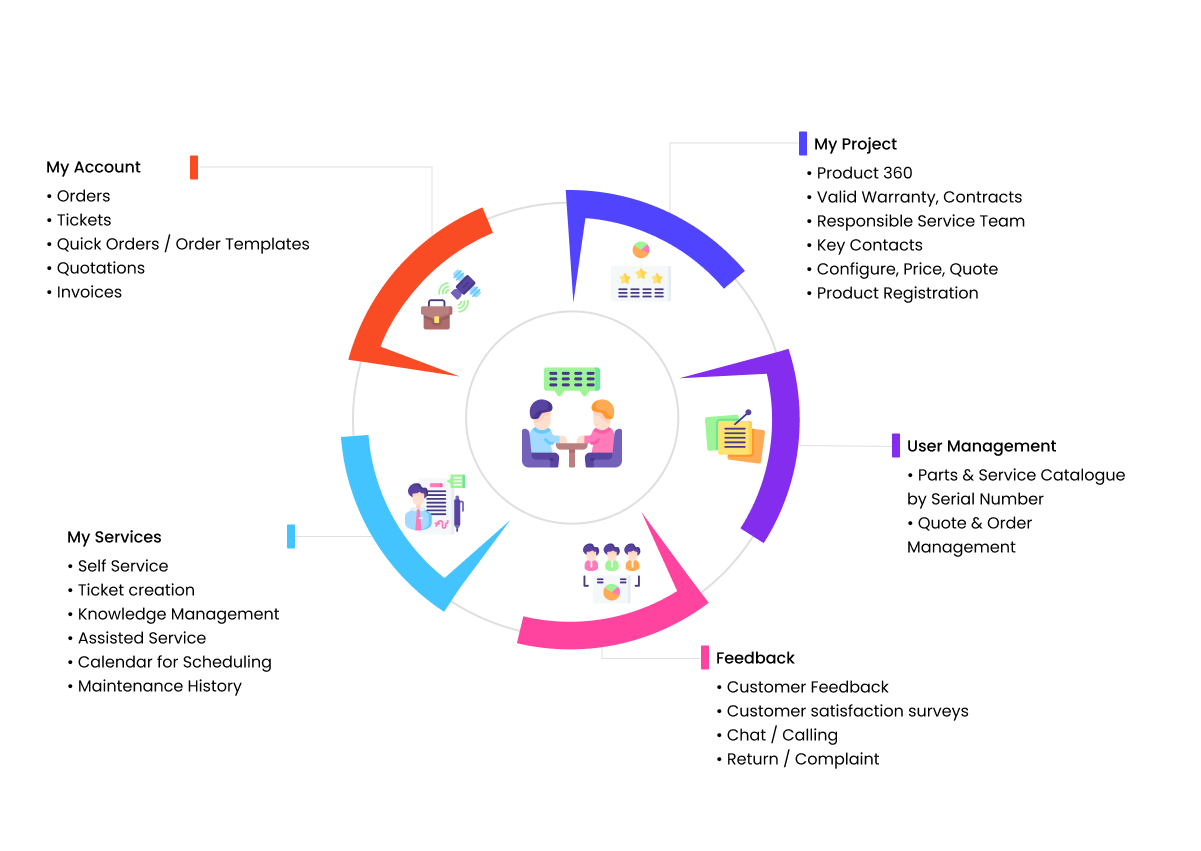 My Account
• Orders
• Tickets
• Quick Orders / Order Templates
• Quotations
• Invoices
My Project
• Product 360
• Valid Warranty, Contracts
• Responsible Service Team
• Key Contacts
• Configure, Price, Quote
• Product Registration
User Management
• Parts & Service Catalogue
by Serial Number
• Quote & Order
Management
My Services
• Self Service
• Ticket creation
• Knowledge Management
• Assisted Service
• Calendar for Scheduling
• Maintenance History
Feedback
• Customer Feedback
• Customer satisfaction surveys
• Chat / Calling
• Return / Complaint